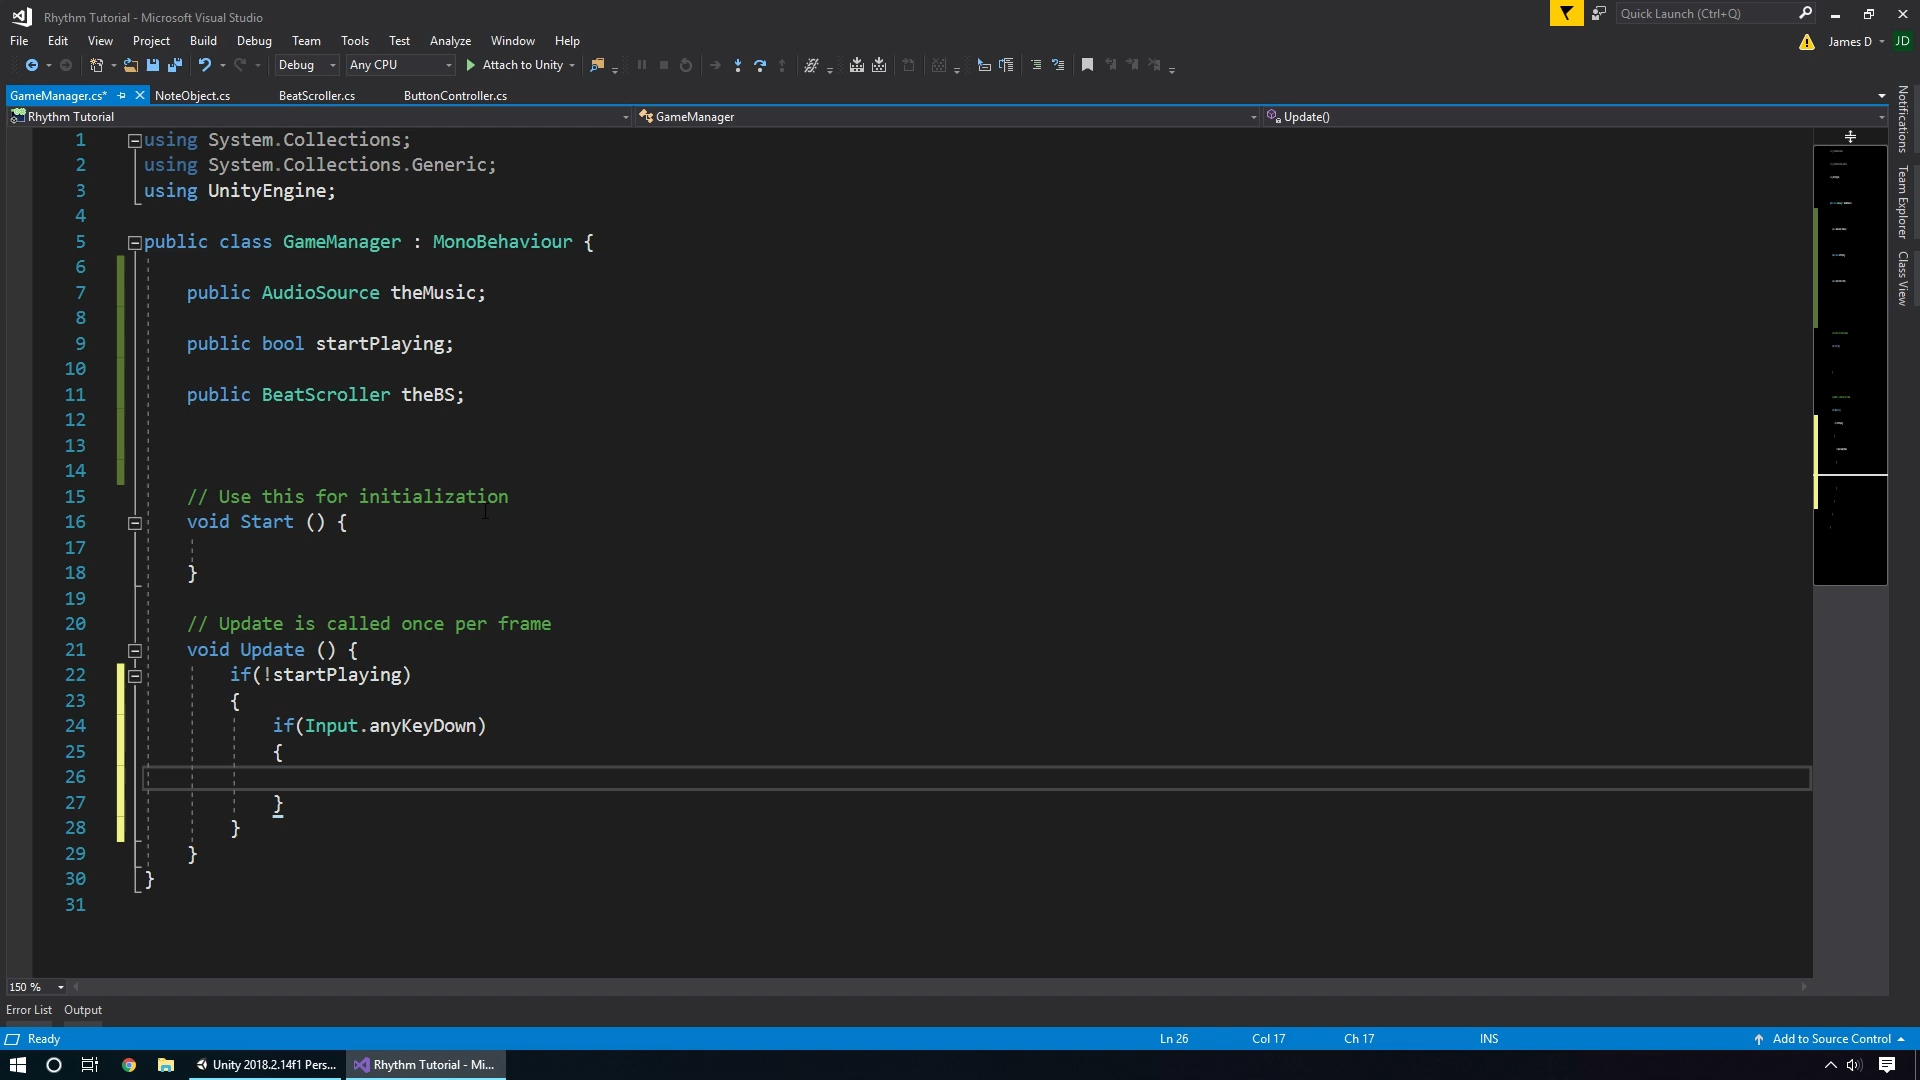 Rhythm Tutorial - Microsoft Visual Studio
Quick Launch (Ctrl+Q)
File Edit View Project Build Debug Team Tools Test Analyze Window Help
James D JD
Debug Any CPU Attach to Unity
GameManager.cs* NoteObject.cs BeatScroller.cs ButtonController.cs
Rhythm Tutorial GameManager Update()
1 using System.Collections;
2 using System.Collections.Generic;
3 using UnityEngine;
4
5 public class GameManager : MonoBehaviour {
6
7 public AudioSource theMusic;
8
9 public bool startPlaying;
10
11 public BeatScroller theBS;
12
13
14
15 // Use this for initialization
16 void Start () {
17
18 }
19
20 // Update is called once per frame
21 void Update () {
22 if(!startPlaying)
23 {
24 if(Input.anyKeyDown)
25 {
26
27 }
28 }
29 }
30 }
31
Notifications
Team Explorer
Class View
150 %
Error List Output
Ready Ln 26 Col 17 Ch 17 INS Add to Source Control
Unity 2018.2.14f1 Pers... Rhythm Tutorial - Mi...